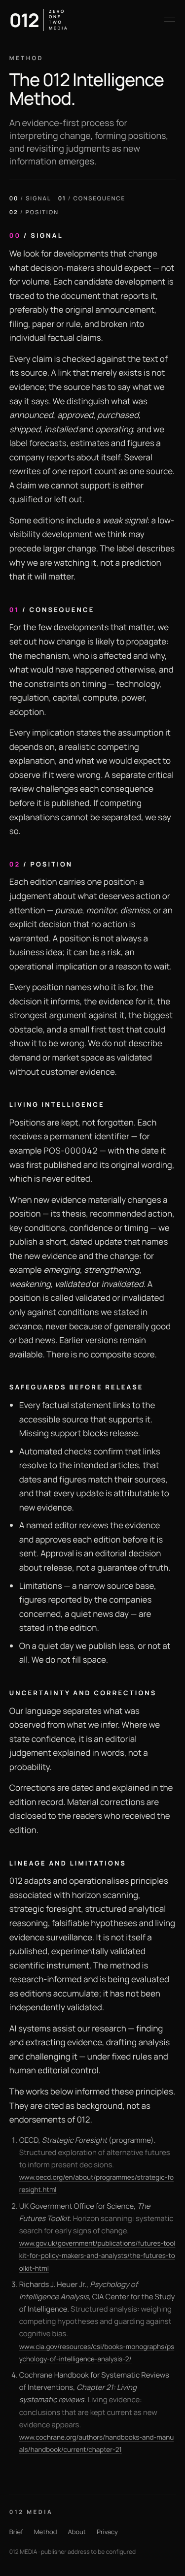 012
ZERO
ONE
TWO
MEDIA
METHOD
The 012 Intelligence
Method.
An evidence-first process for
interpreting change, forming positions,
and revisiting judgments as new
information emerges.
00 / SIGNAL 01 / CONSEQUENCE
02 / POSITION
00 / SIGNAL
We look for developments that change
what decision-makers should expect — not
for volume. Each candidate development is
traced to the document that reports it,
preferably the original announcement,
filing, paper or rule, and broken into
individual factual claims.
Every claim is checked against the text of
its source. A link that merely exists is not
evidence; the source has to say what we
say it says. We distinguish what was
announced, approved, purchased,
shipped, installed and operating, and we
label forecasts, estimates and figures a
company reports about itself. Several
rewrites of one report count as one source.
A claim we cannot support is either
qualified or left out.
Some editions include a weak signal: a low-
visibility development we think may
precede larger change. The label describes
why we are watching it, not a prediction
that it will matter.
01 / CONSEQUENCE
For the few developments that matter, we
set out how change is likely to propagate:
the mechanism, who is affected and why,
what would have happened otherwise, and
the constraints on timing — technology,
regulation, capital, compute, power,
adoption.
Every implication states the assumption it
depends on, a realistic competing
explanation, and what we would expect to
observe if it were wrong. A separate critical
review challenges each consequence
before it is published. If competing
explanations cannot be separated, we say
so.
02 / POSITION
Each edition carries one position: a
judgement about what deserves action or
attention — pursue, monitor, dismiss, or an
explicit decision that no action is
warranted. A position is not always a
business idea; it can be a risk, an
operational implication or a reason to wait.
Every position names who it is for, the
decision it informs, the evidence for it, the
strongest argument against it, the biggest
obstacle, and a small first test that could
show it to be wrong. We do not describe
demand or market space as validated
without customer evidence.
LIVING INTELLIGENCE
Positions are kept, not forgotten. Each
receives a permanent identifier — for
example POS-000042 — with the date it
was first published and its original wording,
which is never edited.
When new evidence materially changes a
position — its thesis, recommended action,
key conditions, confidence or timing — we
publish a short, dated update that names
the new evidence and the change: for
example emerging, strengthening,
weakening, validated or invalidated. A
position is called validated or invalidated
only against conditions we stated in
advance, never because of generally good
or bad news. Earlier versions remain
available. There is no composite score.
SAFEGUARDS BEFORE RELEASE
• Every factual statement links to the
accessible source that supports it.
Missing support blocks release.
• Automated checks confirm that links
resolve to the intended articles, that
dates and figures match their sources,
and that every update is attributable to
new evidence.
• A named editor reviews the evidence
and approves each edition before it is
sent. Approval is an editorial decision
about release, not a guarantee of truth.
• Limitations — a narrow source base,
figures reported by the companies
concerned, a quiet news day — are
stated in the edition.
• On a quiet day we publish less, or not at
all. We do not fill space.
UNCERTAINTY AND CORRECTIONS
Our language separates what was
observed from what we infer. Where we
state confidence, it is an editorial
judgement explained in words, not a
probability.
Corrections are dated and explained in the
edition record. Material corrections are
disclosed to the readers who received the
edition.
LINEAGE AND LIMITATIONS
012 adapts and operationalises principles
associated with horizon scanning,
strategic foresight, structured analytical
reasoning, falsifiable hypotheses and living
evidence surveillance. It is not itself a
published, experimentally validated
scientific instrument. The method is
research-informed and is being evaluated
as editions accumulate; it has not been
independently validated.
AI systems assist our research — finding
and extracting evidence, drafting analysis
and challenging it — under fixed rules and
human editorial control.
The works below informed these principles.
They are cited as background, not as
endorsements of 012.
1. OECD, Strategic Foresight (programme).
Structured exploration of alternative futures
to inform present decisions.
www.oecd.org/en/about/programmes/strategic-fo
resight.html
2. UK Government Office for Science, The
Futures Toolkit. Horizon scanning: systematic
search for early signs of change.
www.gov.uk/government/publications/futures-tool
kit-for-policy-makers-and-analysts/the-futures-to
olkit-html
3. Richards J. Heuer Jr., Psychology of
Intelligence Analysis, CIA Center for the Study
of Intelligence. Structured analysis: weighing
competing hypotheses and guarding against
cognitive bias.
www.cia.gov/resources/csi/books-monographs/ps
ychology-of-intelligence-analysis-2/
4. Cochrane Handbook for Systematic Reviews
of Interventions, Chapter 21: Living
systematic reviews. Living evidence:
conclusions that are kept current as new
evidence appears.
www.cochrane.org/authors/handbooks-and-manu
als/handbook/current/chapter-21
012 MEDIA
Brief Method About Privacy
012 MEDIA · publisher address to be configured